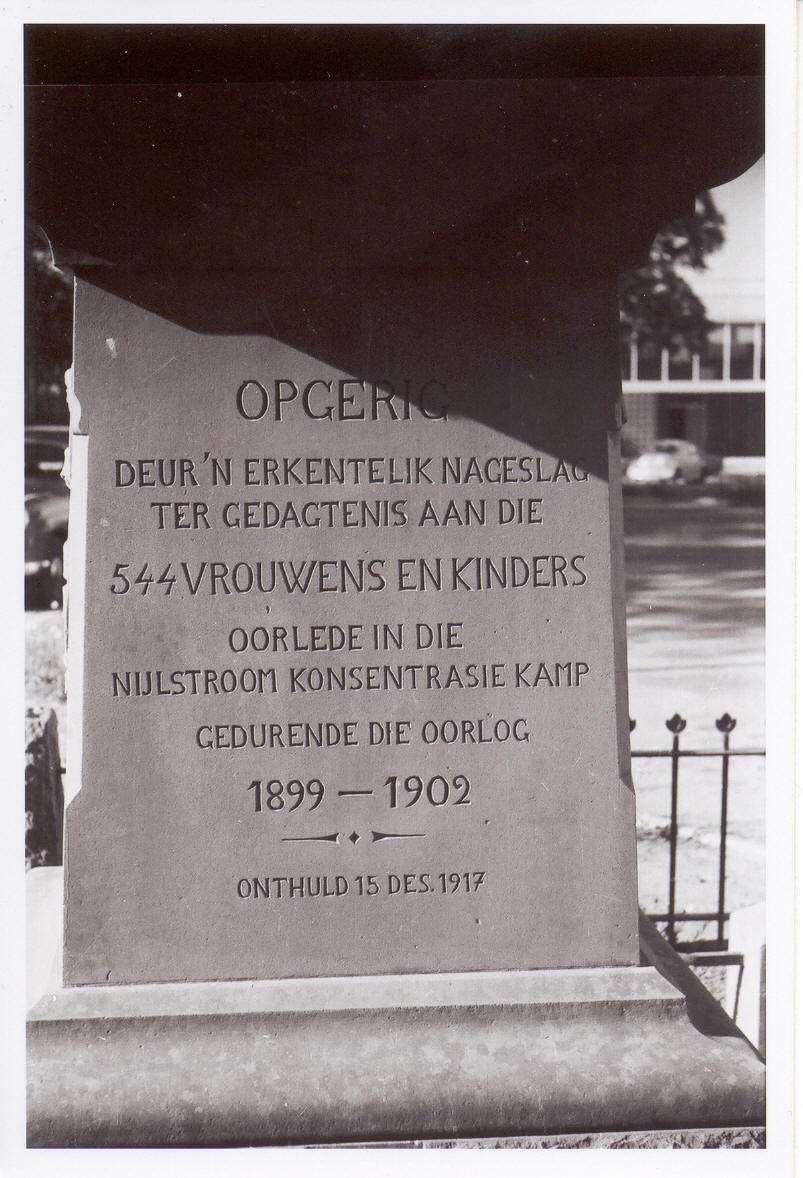 OPGERIG
DEUR 'N ERKENTELIK NAGESLAG
TER GEDAGTENIS AAN DIE
544 VROUWENS EN KINDERS
OORLEDE IN DIE
NIJLSTROOM KONSENTRASIE KAMP
GEDURENDE DIE OORLOG
1899 — 1902
ONTHULD 15 DES. 1917